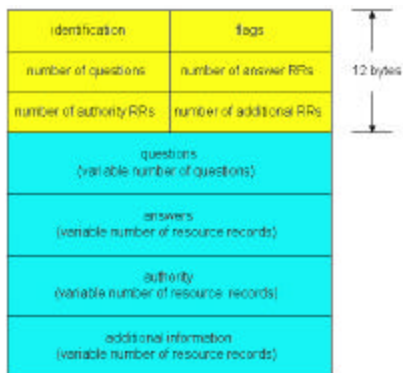 identification flags
number of questions number of answer RRs
12 bytes
number of authority RRs number of additional RRs
questions
(variable number of questions)
answers
(variable number of resource records)
authority
(variable number of resource records)
additional information
(variable number of resource records)